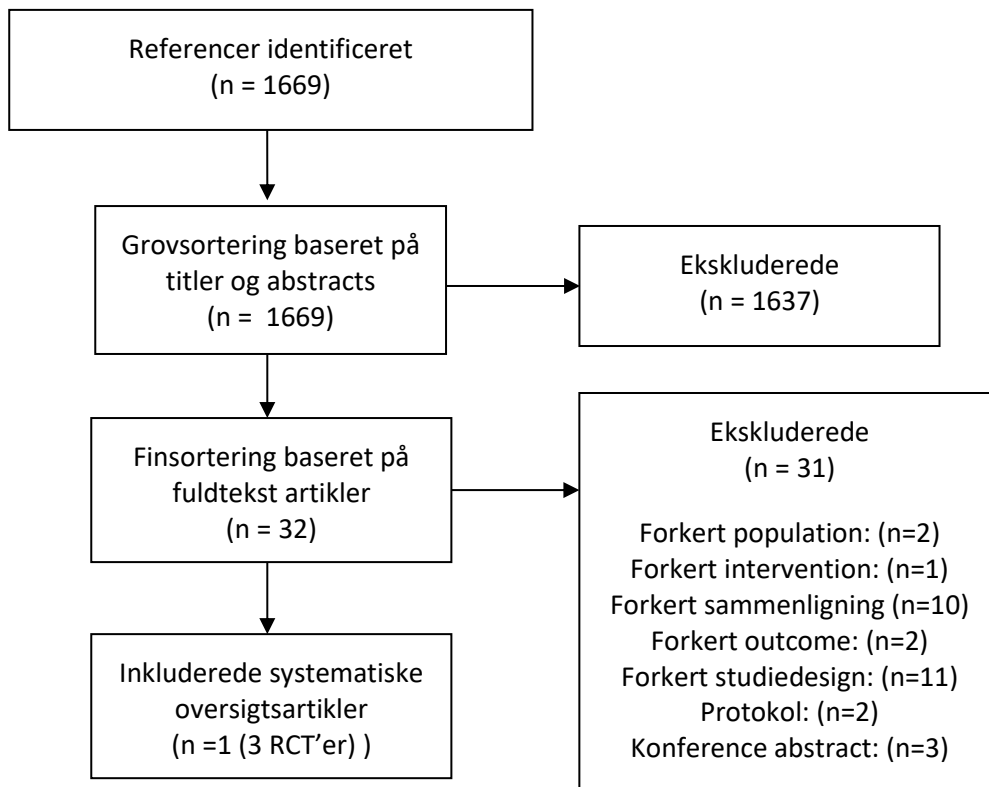 Referencer identificeret
(n = 1669)
Grovsortering baseret på
titler og abstracts
(n =  1669)
Ekskluderede
(n = 1637)
Finsortering baseret på
fuldtekst artikler
(n = 32)
Ekskluderede
(n = 31)
Forkert population: (n=2)
Forkert intervention: (n=1)
Forkert sammenligning (n=10)
Forkert outcome: (n=2)
Forkert studiedesign: (n=11)
Protokol: (n=2)
Konference abstract: (n=3)
Inkluderede systematiske
oversigtsartikler
(n =1 (3 RCT’er) )